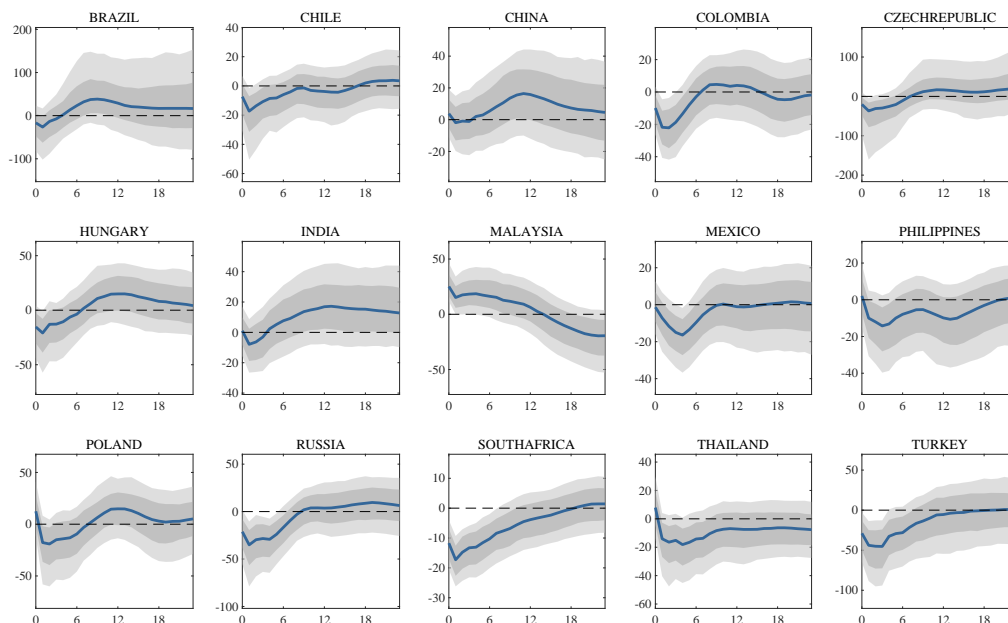 BRAZIL CHILE CHINA COLOMBIA CZECHREPUBLIC
200 40 60 40 100
20 40 20
100 0 20 0
0 -20 0 -20 -100
-100 -40 -20 -40 -200
-60
0 6 12 18 0 6 12 18 0 6 12 18 0 6 12 18 0 6 12 18
HUNGARY INDIA MALAYSIA MEXICO PHILIPPINES
50 60 50 20 20
40
0 20 0 0 0
0 -20 -20
-50 -20 -50 -40 -40
-40
0 6 12 18 0 6 12 18 0 6 12 18 0 6 12 18 0 6 12 18
POLAND RUSSIA SOUTHAFRICA THAILAND TURKEY
50 50 10 40 50
20
0 0 0 0 0
-10 -20
-50 -50 -20 -40 -50
-100 -30 -60 -100
0 6 12 18 0 6 12 18 0 6 12 18 0 6 12 18 0 6 12 18